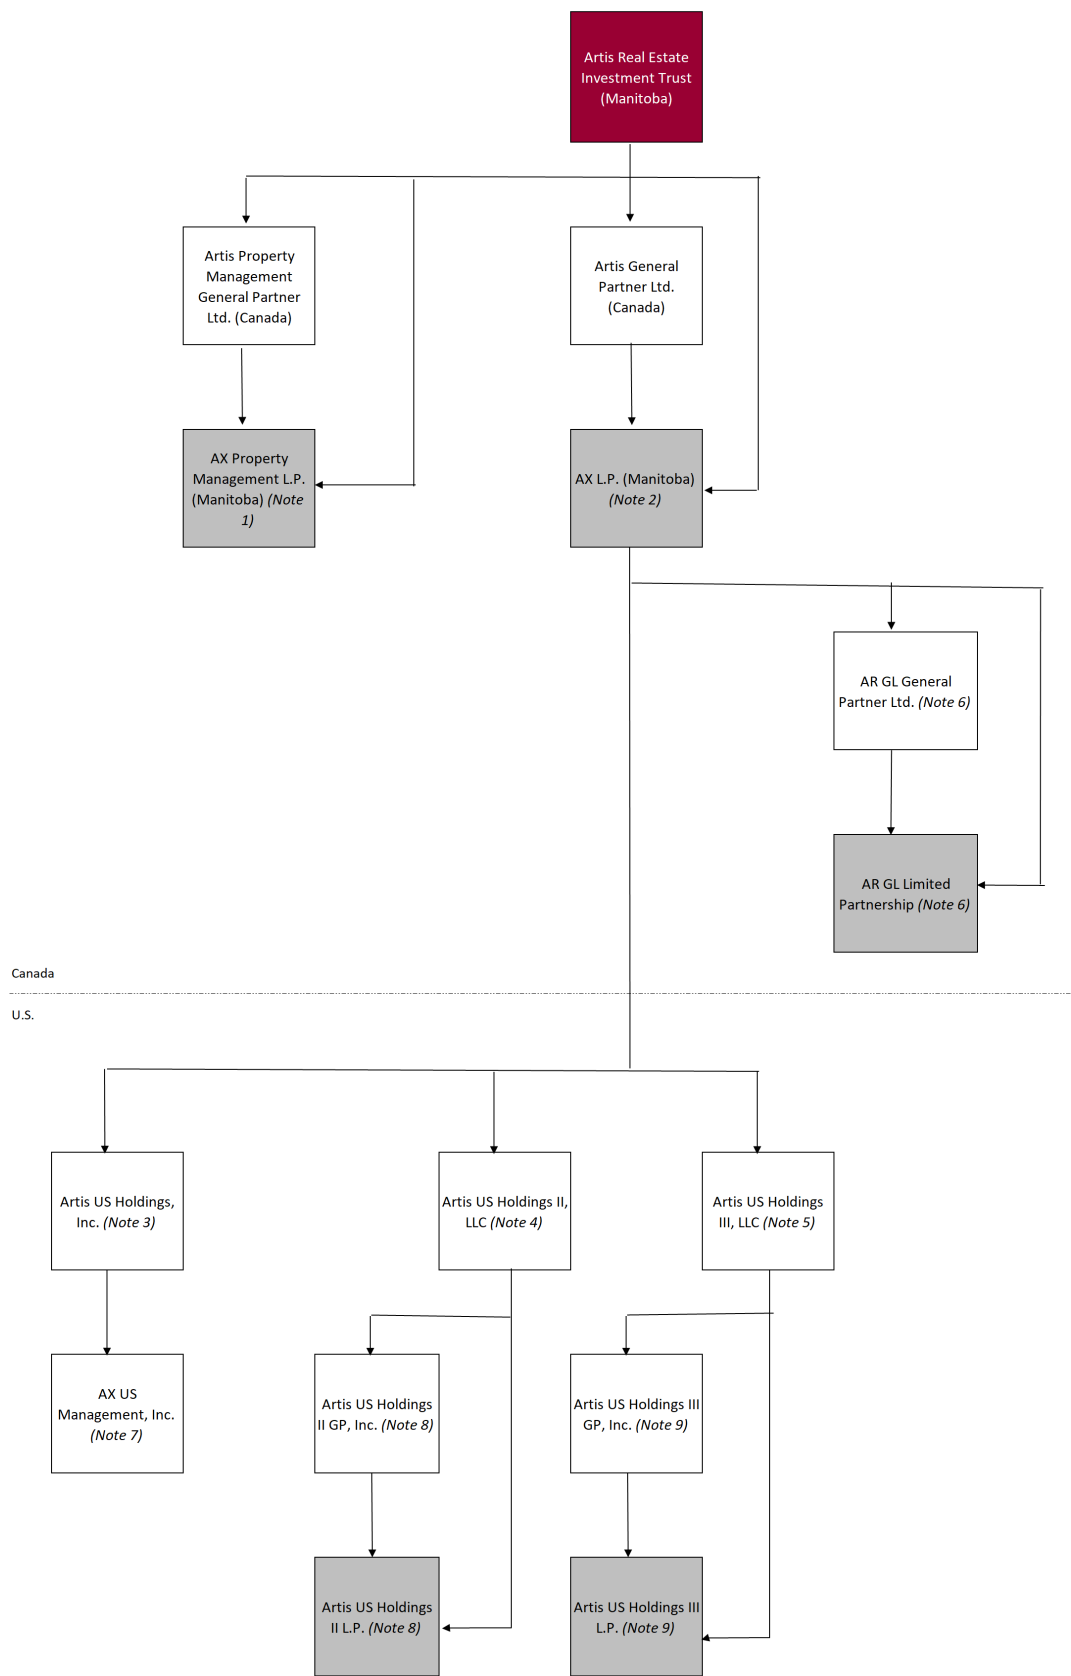 Artis Real Estate
Investment Trust
(Manitoba)
Artis Property
Management
General Partner
Ltd. (Canada)
Artis General
Partner Ltd.
(Canada)
AX Property
Management L.P.
(Manitoba) (Note
1)
AX L.P. (Manitoba)
(Note 2)
AR GL General
Partner Ltd. (Note 6)
AR GL Limited
Partnership (Note 6)
Canada
U.S.
Artis US Holdings,
Inc. (Note 3)
Artis US Holdings II,
LLC (Note 4)
Artis US Holdings
III, LLC (Note 5)
AX US
Management, Inc.
(Note 7)
Artis US Holdings
II GP, Inc. (Note 8)
Artis US Holdings III
GP, Inc. (Note 9)
Artis US Holdings
II L.P. (Note 8)
Artis US Holdings III
L.P. (Note 9)